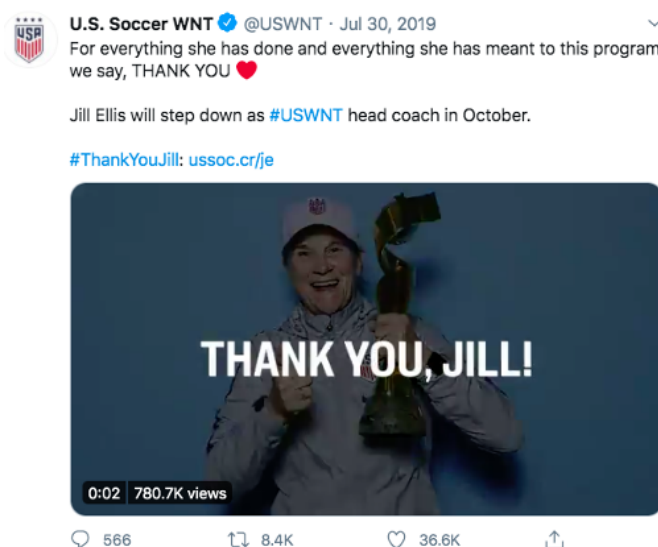 USA
U.S. Soccer WNT @USWNT · Jul 30, 2019
For everything she has done and everything she has meant to this program
we say, THANK YOU ❤️
Jill Ellis will step down as #USWNT head coach in October.
#ThankYouJill: ussoc.cr/je
THANK YOU, JILL!
0:02 780.7K views
566 8.4K 36.6K